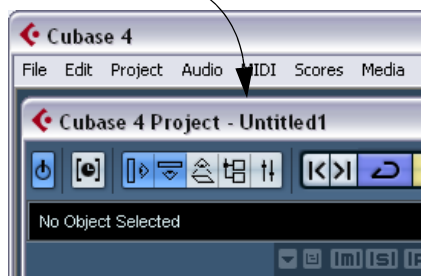 Cubase 4
File Edit Project Audio MIDI Scores Media
Cubase 4 Project - Untitled1
No Object Selected